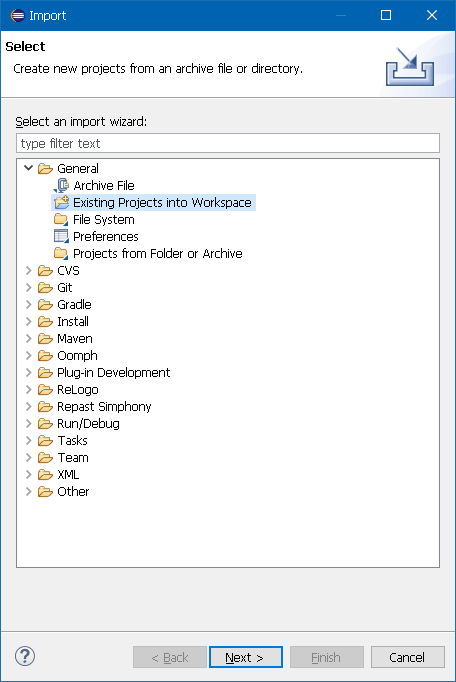 Import
Select
Create new projects from an archive file or directory.
Select an import wizard:
type filter text
General
Archive File
Existing Projects into Workspace
File System
Preferences
Projects from Folder or Archive
CVS
Git
Gradle
Install
Maven
Oomph
Plug-in Development
ReLogo
Repast Simphony
Run/Debug
Tasks
Team
XML
Other
? < Back Next > Finish Cancel